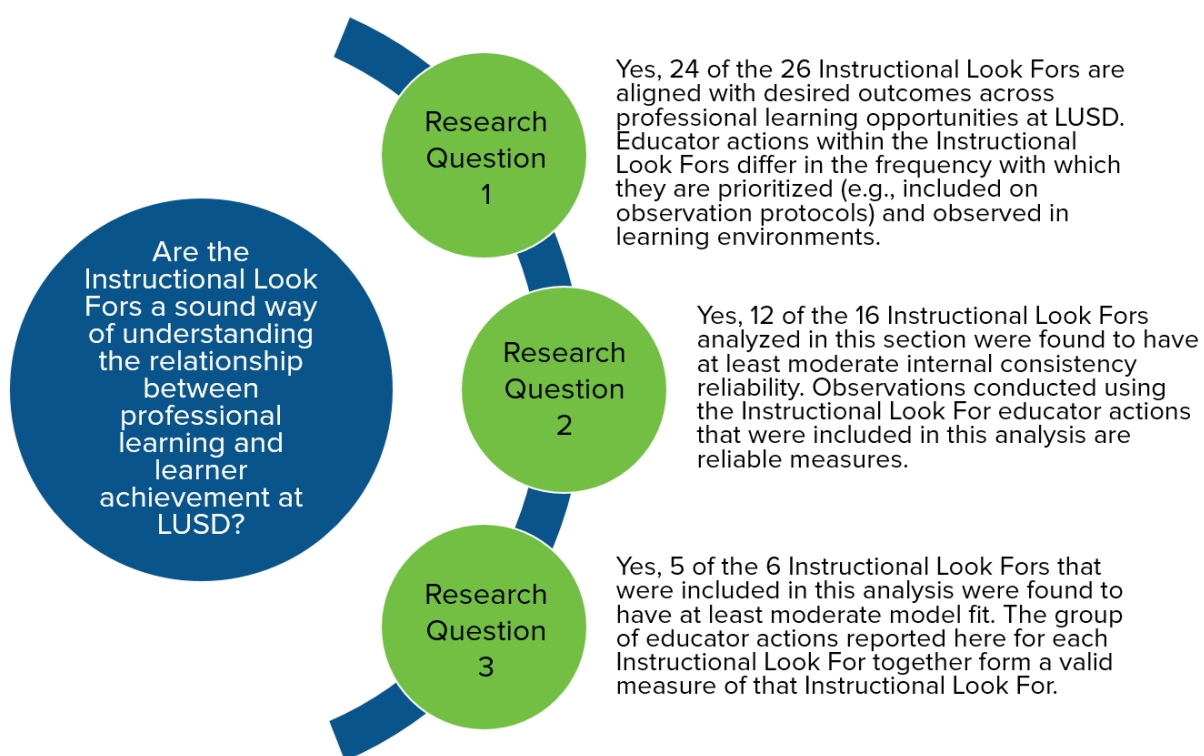 Are the
Instructional Look
Fors a sound way
of understanding
the relationship
between
professional
learning and
learner
achievement at
LUSD?
Research
Question
1
Yes, 24 of the 26 Instructional Look Fors are
aligned with desired outcomes across
professional learning opportunities at LUSD.
Educator actions within the Instructional
Look Fors differ in the frequency with which
they are prioritized (e.g., included on
observation protocols) and observed in
learning environments.
Research
Question
2
Yes, 12 of the 16 Instructional Look Fors
analyzed in this section were found to have
at least moderate internal consistency
reliability. Observations conducted using
the Instructional Look For educator actions
that were included in this analysis are
reliable measures.
Research
Question
3
Yes, 5 of the 6 Instructional Look Fors that
were included in this analysis were found to
have at least moderate model fit. The group
of educator actions reported here for each
Instructional Look For together form a valid
measure of that Instructional Look For.